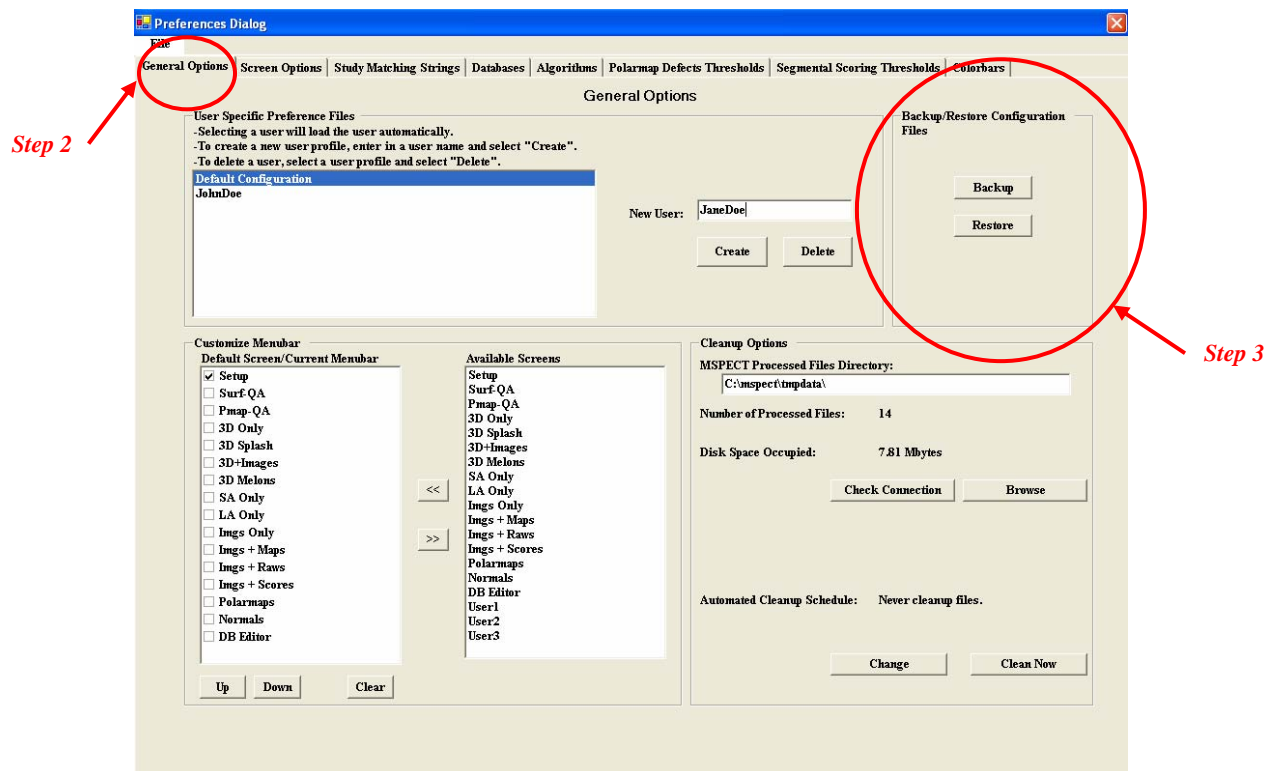 Preferences Dialog
File
General Options Screen Options Study Matching Strings Databases Algorithms Polarmap Defects Thresholds Segmental Scoring Thresholds Colorbars
Step 2
General Options
User Specific Preference Files
-Selecting a user will load the user automatically.
-To create a new user profile, enter in a user name and select "Create".
-To delete a user, select a user profile and select "Delete".
Default Configuration
JohnDoe
New User: JaneDoe
Create Delete
Backup/Restore Configuration
Files
Backup
Restore
Step 3
Customize Menubar
Default Screen/Current Menubar
Setup
Surf-QA
Pmap-QA
3D Only
3D Splash
3D+Images
3D Melons
SA Only
LA Only
Imgs Only
Imgs + Maps
Imgs + Raws
Imgs + Scores
Polarmaps
Normals
DB Editor
<<
>>
Available Screens
Setup
Surf-QA
Pmap-QA
3D Only
3D Splash
3D+Images
3D Melons
SA Only
LA Only
Imgs Only
Imgs + Maps
Imgs + Raws
Imgs + Scores
Polarmaps
Normals
DB Editor
User1
User2
User3
Up Down Clear
Cleanup Options
MSPECT Processed Files Directory:
C:\mspect\tmpdata\
Number of Processed Files: 14
Disk Space Occupied: 7.81 Mbytes
Check Connection Browse
Automated Cleanup Schedule: Never cleanup files.
Change Clean Now